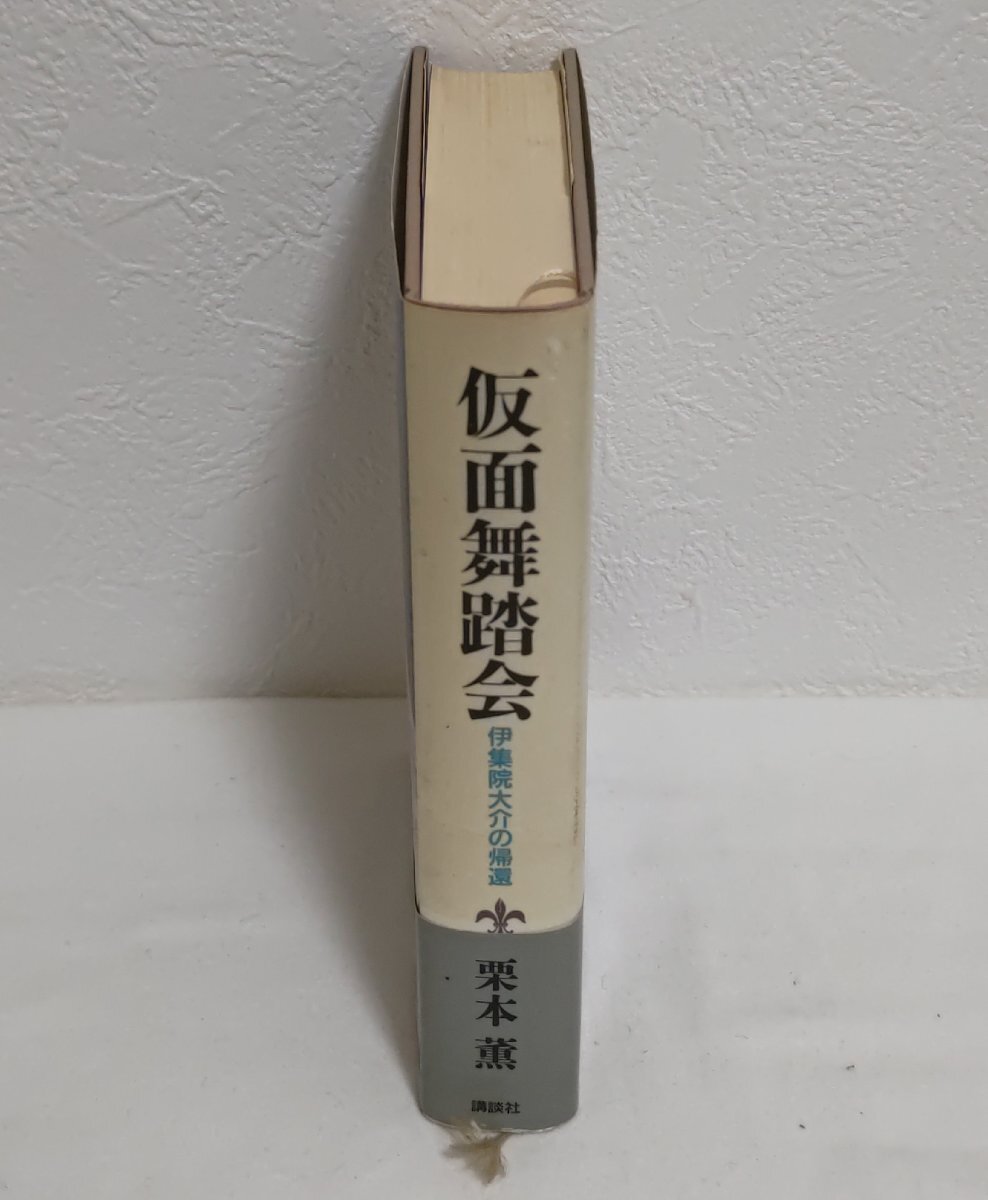 仮面舞踏会
伊集院大介の帰還
栗本 薫
講談社